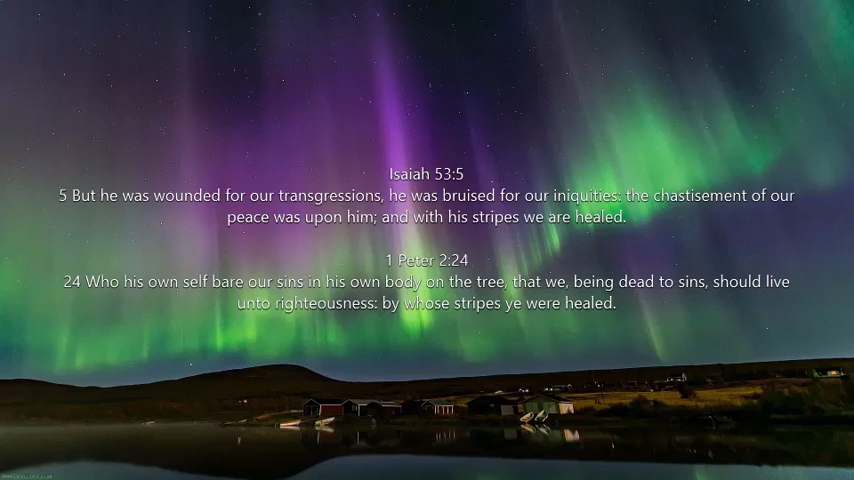 Isaiah 53:5
5 But he was wounded for our transgressions, he was bruised for our iniquities: the chastisement of our
peace was upon him; and with his stripes we are healed.
1 Peter 2:24
24 Who his own self bare our sins in his own body on the tree, that we, being dead to sins, should live
unto righteousness: by whose stripes ye were healed.